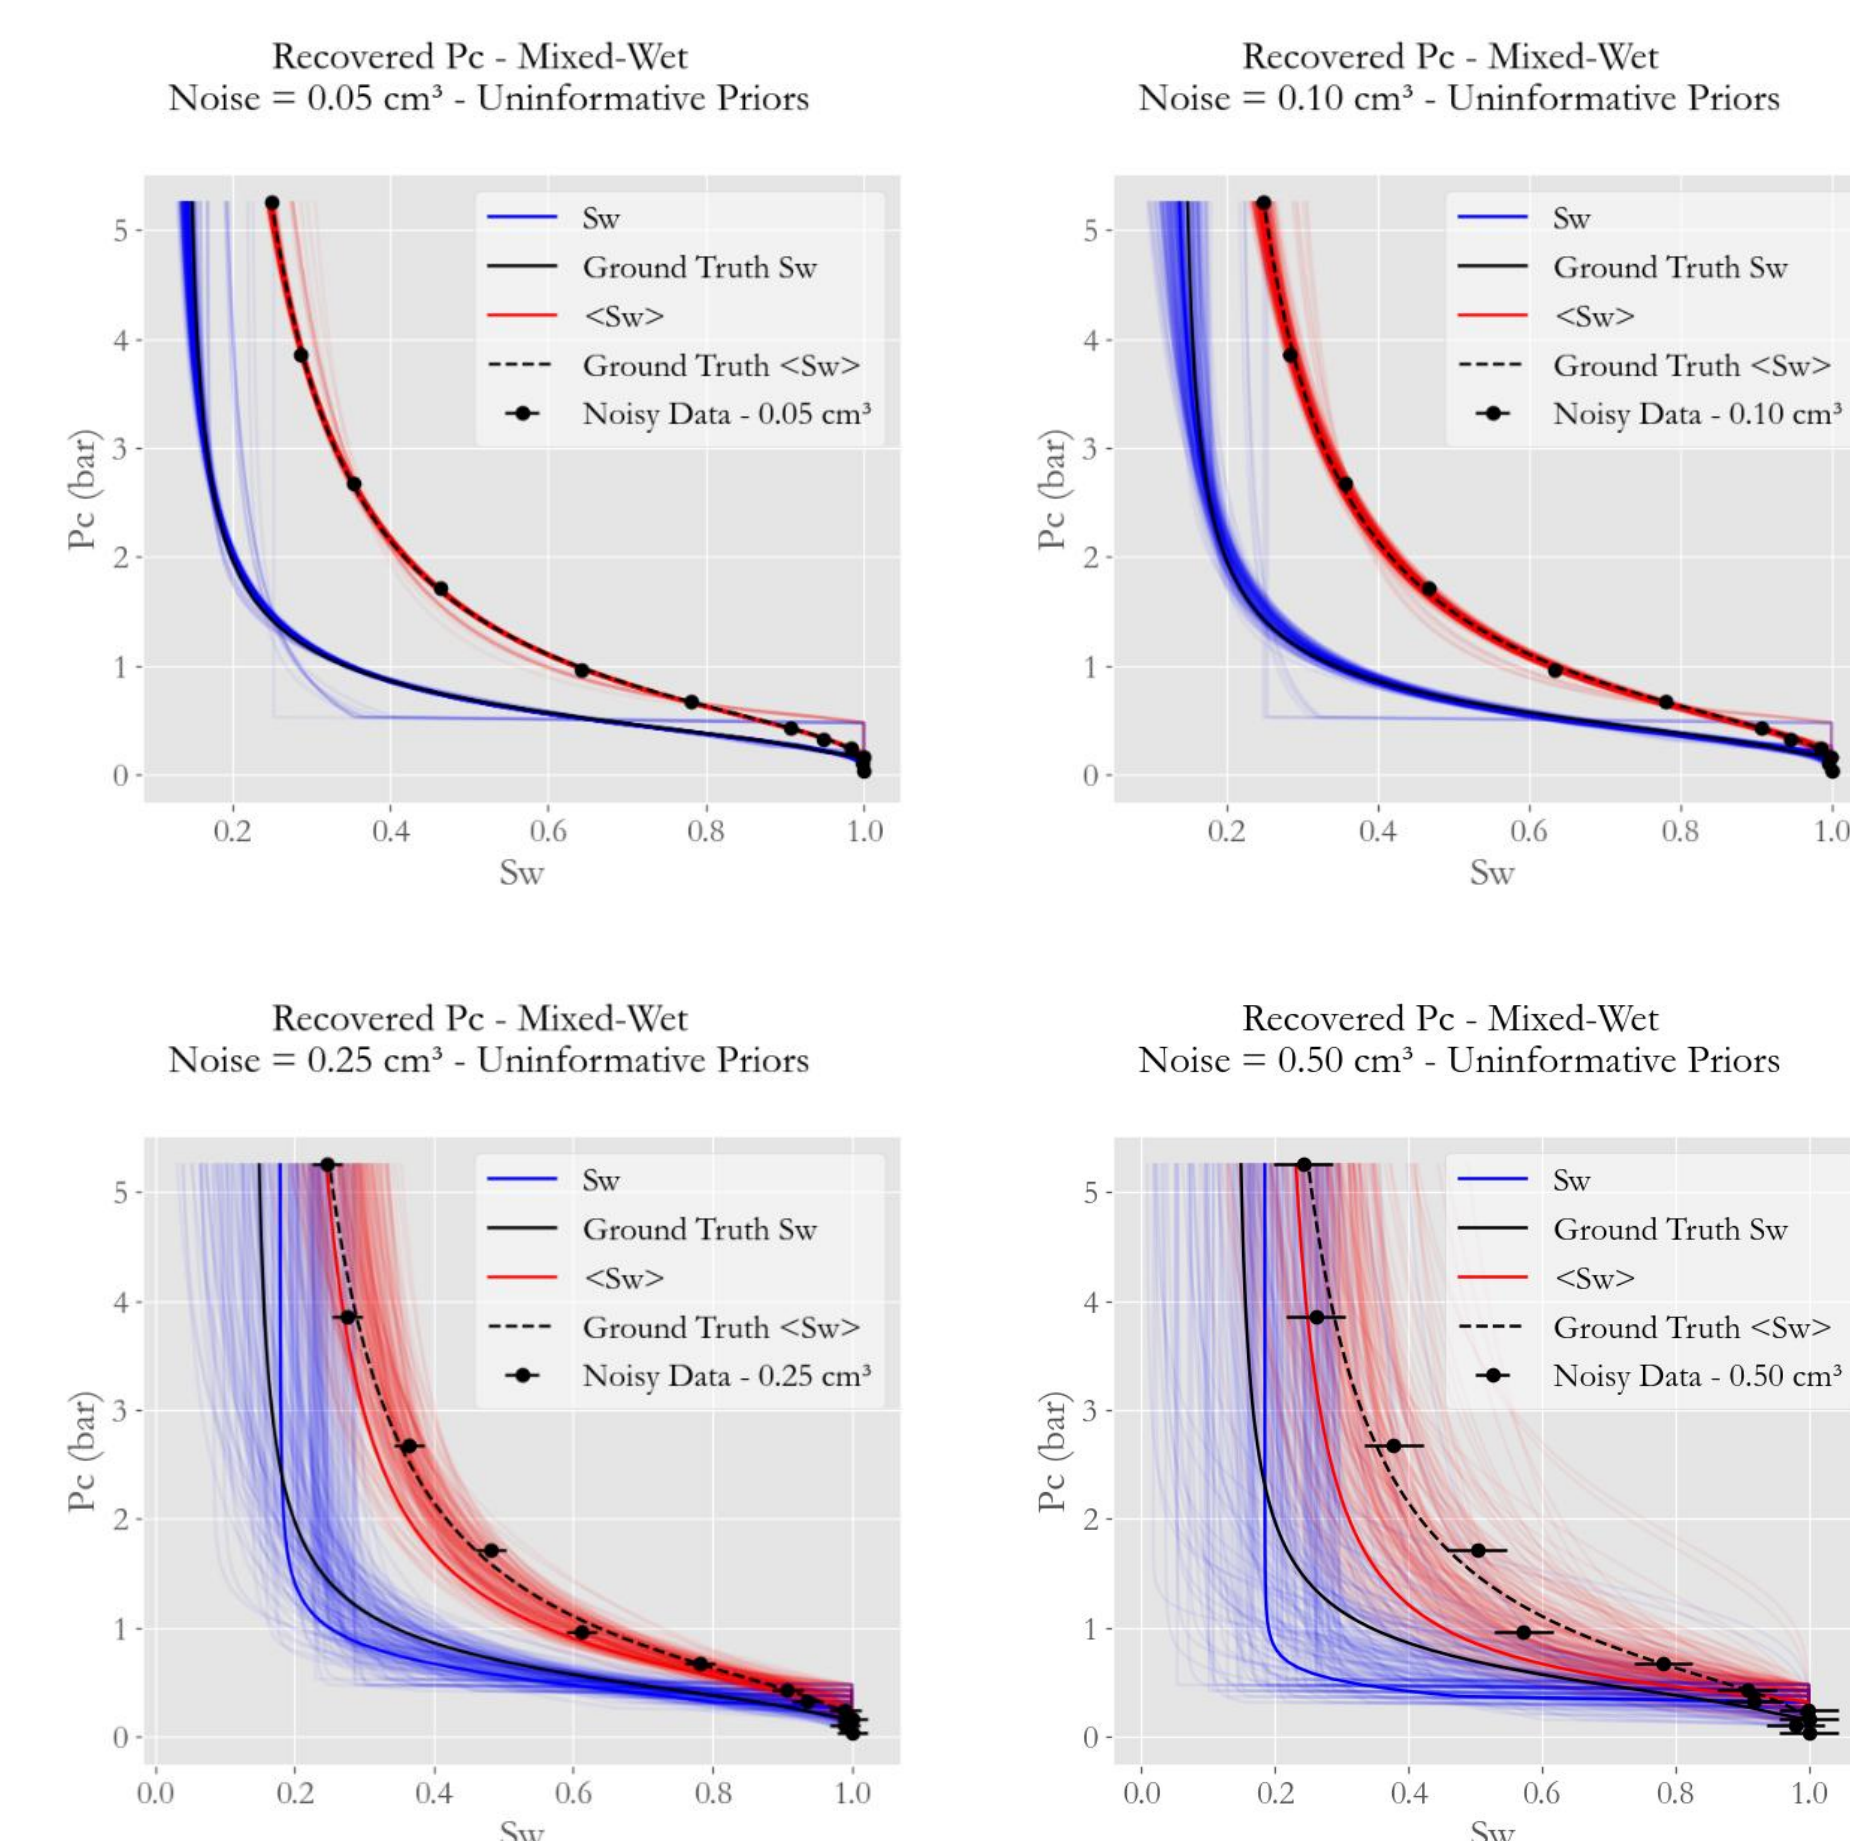 Recovered Pc - Mixed-Wet
Noise = 0.05 cm³ - Uninformative Priors
Sw
Ground Truth Sw
<Sw>
Ground Truth <Sw>
Noisy Data - 0.05 cm³
Pc (bar)
5
4
3
2
1
0
0.2 0.4 0.6 0.8 1.0
Sw
Recovered Pc - Mixed-Wet
Noise = 0.10 cm³ - Uninformative Priors
Sw
Ground Truth Sw
<Sw>
Ground Truth <Sw>
Noisy Data - 0.10 cm³
Pc (bar)
5
4
3
2
1
0
0.2 0.4 0.6 0.8 1.0
Sw
Recovered Pc - Mixed-Wet
Noise = 0.25 cm³ - Uninformative Priors
Sw
Ground Truth Sw
<Sw>
Ground Truth <Sw>
Noisy Data - 0.25 cm³
Pc (bar)
5
4
3
2
1
0
0.0 0.2 0.4 0.6 0.8 1.0
Sw
Recovered Pc - Mixed-Wet
Noise = 0.50 cm³ - Uninformative Priors
Sw
Ground Truth Sw
<Sw>
Ground Truth <Sw>
Noisy Data - 0.50 cm³
Pc (bar)
5
4
3
2
1
0
0.0 0.2 0.4 0.6 0.8 1.0
Sw